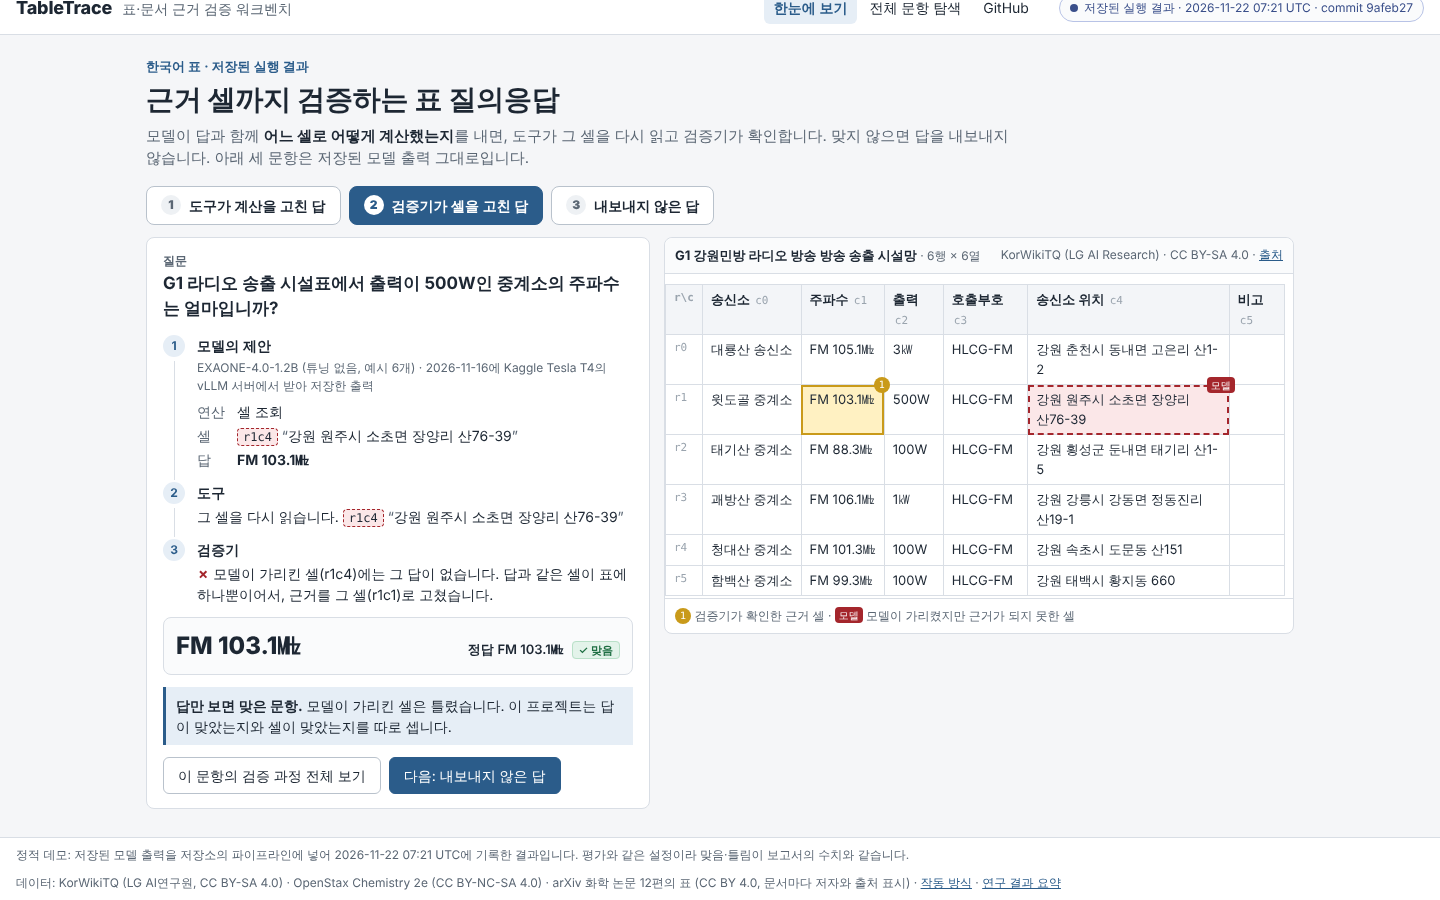 TableTrace 표·문서 근거 검증 워크벤치
한눈에 보기 전체 문항 탐색 GitHub 저장된 실행 결과 · 2026-11-22 07:21 UTC · commit 9afeb27
한국어 표 · 저장된 실행 결과
근거 셀까지 검증하는 표 질의응답
모델이 답과 함께 어느 셀로 어떻게 계산했는지를 내면, 도구가 그 셀을 다시 읽고 검증기가 확인합니다. 맞지 않으면 답을 내보내지
않습니다. 아래 세 문항은 저장된 모델 출력 그대로입니다.
1 도구가 계산을 고친 답 2 검증기가 셀을 고친 답 3 내보내지 않은 답
질문
G1 라디오 송출 시설표에서 출력이 500W인 중계소의 주파수
는 얼마입니까?
1 모델의 제안
EXAONE-4.0-1.2B (튜닝 없음, 예시 6개) · 2026-11-16에 Kaggle Tesla T4의
vLLM 서버에서 받아 저장한 출력
연산 셀 조회
셀 r1c4 “강원 원주시 소초면 장양리 산76-39”
답 FM 103.1㎒
2 도구
그 셀을 다시 읽습니다. r1c4 “강원 원주시 소초면 장양리 산76-39”
3 검증기
× 모델이 가리킨 셀(r1c4)에는 그 답이 없습니다. 답과 같은 셀이 표에
하나뿐이어서, 근거를 그 셀(r1c1)로 고쳤습니다.
FM 103.1㎒ 정답 FM 103.1㎒ ✓ 맞음
답만 보면 맞은 문항. 모델이 가리킨 셀은 틀렸습니다. 이 프로젝트는 답
이 맞았는지와 셀이 맞았는지를 따로 셉니다.
이 문항의 검증 과정 전체 보기 다음: 내보내지 않은 답
G1 강원민방 라디오 방송 방송 송출 시설망 · 6행 × 6열 KorWikiTQ (LG AI Research) · CC BY-SA 4.0 · 출처
r\c 송신소 c0 주파수 c1 출력 c2 호출부호 c3 송신소 위치 c4 비고 c5
r0 대룡산 송신소 FM 105.1㎒ 3㎾ HLCG-FM 강원 춘천시 동내면 고은리 산1-2
1 모델
r1 윗도골 중계소 FM 103.1㎒ 500W HLCG-FM 강원 원주시 소초면 장양리 산76-39
r2 태기산 중계소 FM 88.3㎒ 100W HLCG-FM 강원 횡성군 둔내면 태기리 산1-5
r3 괘방산 중계소 FM 106.1㎒ 1㎾ HLCG-FM 강원 강릉시 강동면 정동진리 산19-1
r4 청대산 중계소 FM 101.3㎒ 100W HLCG-FM 강원 속초시 도문동 산151
r5 함백산 중계소 FM 99.3㎒ 100W HLCG-FM 강원 태백시 황지동 660
1 검증기가 확인한 근거 셀 · 모델 모델이 가리켰지만 근거가 되지 못한 셀
정적 데모: 저장된 모델 출력을 저장소의 파이프라인에 넣어 2026-11-22 07:21 UTC에 기록한 결과입니다. 평가와 같은 설정이라 맞음·틀림이 보고서의 수치와 같습니다.
데이터: KorWikiTQ (LG AI연구원, CC BY-SA 4.0) · OpenStax Chemistry 2e (CC BY-NC-SA 4.0) · arXiv 화학 논문 12편의 표 (CC BY 4.0, 문서마다 저자와 출처 표시) · 작동 방식 · 연구 결과 요약